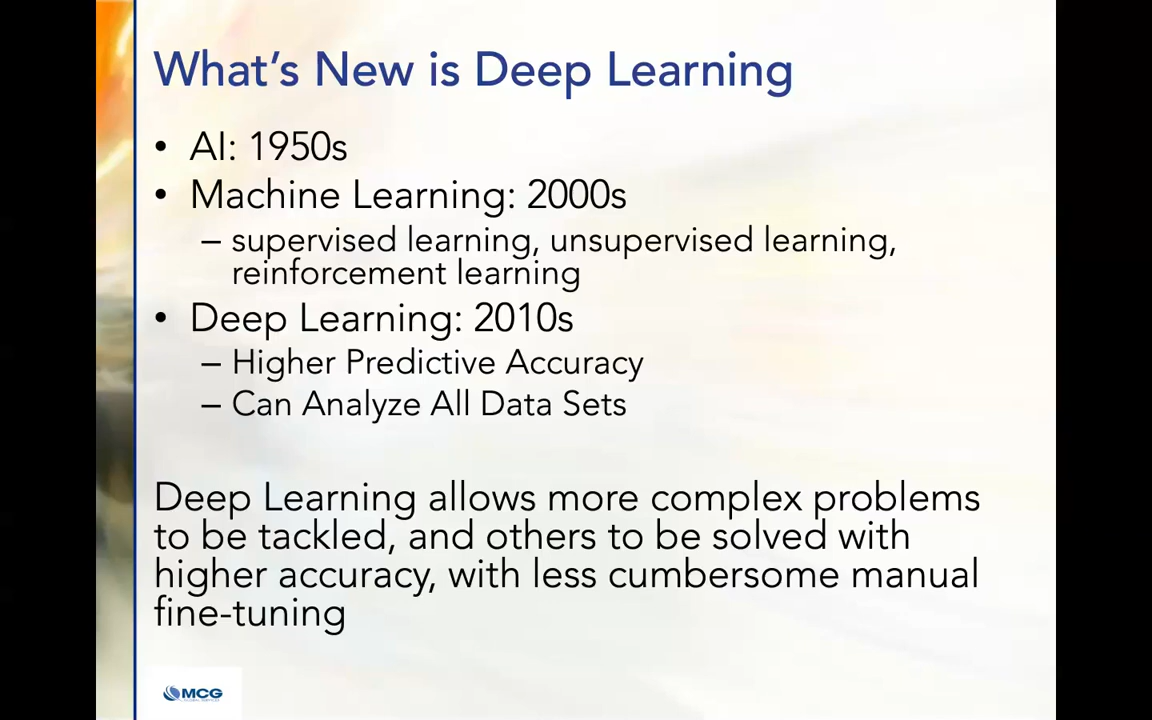 What's New is Deep Learning
• AI: 1950s
• Machine Learning: 2000s
– supervised learning, unsupervised learning,
reinforcement learning
• Deep Learning: 2010s
– Higher Predictive Accuracy
– Can Analyze All Data Sets
Deep Learning allows more complex problems
to be tackled, and others to be solved with
higher accuracy, with less cumbersome manual
fine-tuning
MCG